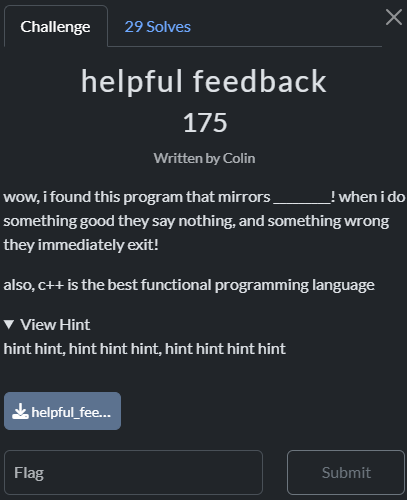 Challenge
29 Solves
helpful feedback
175
Written by Colin
wow, i found this program that mirrors _________! when i do
something good they say nothing, and something wrong
they immediately exit!
also, c++ is the best functional programming language
▼ View Hint
hint hint, hint hint hint, hint hint hint hint
helpful_fee...
Flag
Submit